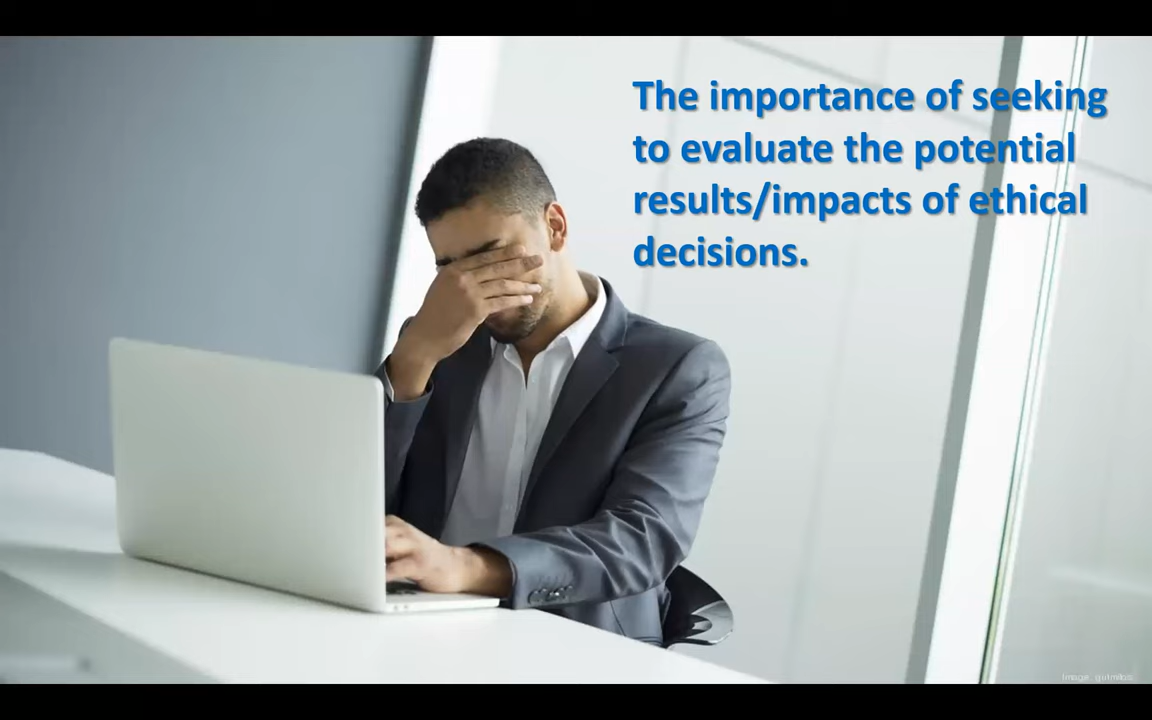 The importance of seeking
to evaluate the potential
results/impacts of ethical
decisions.